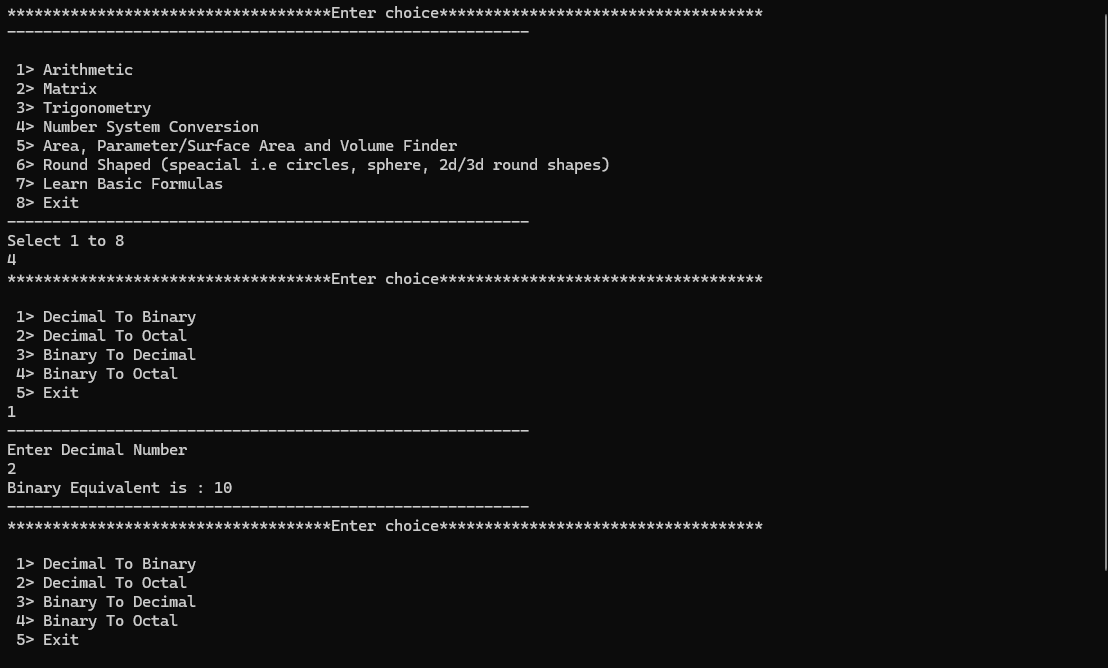 ************************************Enter choice************************************
----------------------------------------------------------
1> Arithmetic
2> Matrix
3> Trigonometry
4> Number System Conversion
5> Area, Parameter/Surface Area and Volume Finder
6> Round Shaped (speacial i.e circles, sphere, 2d/3d round shapes)
7> Learn Basic Formulas
8> Exit
----------------------------------------------------------
Select 1 to 8
4
************************************Enter choice************************************
1> Decimal To Binary
2> Decimal To Octal
3> Binary To Decimal
4> Binary To Octal
5> Exit
1
----------------------------------------------------------
Enter Decimal Number
2
Binary Equivalent is : 10
----------------------------------------------------------
************************************Enter choice************************************
1> Decimal To Binary
2> Decimal To Octal
3> Binary To Decimal
4> Binary To Octal
5> Exit